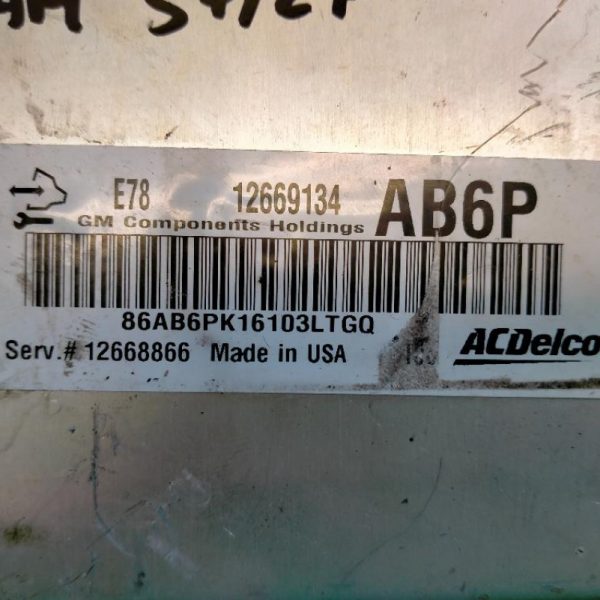 E78 12669134 AB6P
GM Components Holdings
86AB6PK16103LTGQ
Serv.# 12668866 Made in USA ACDelco